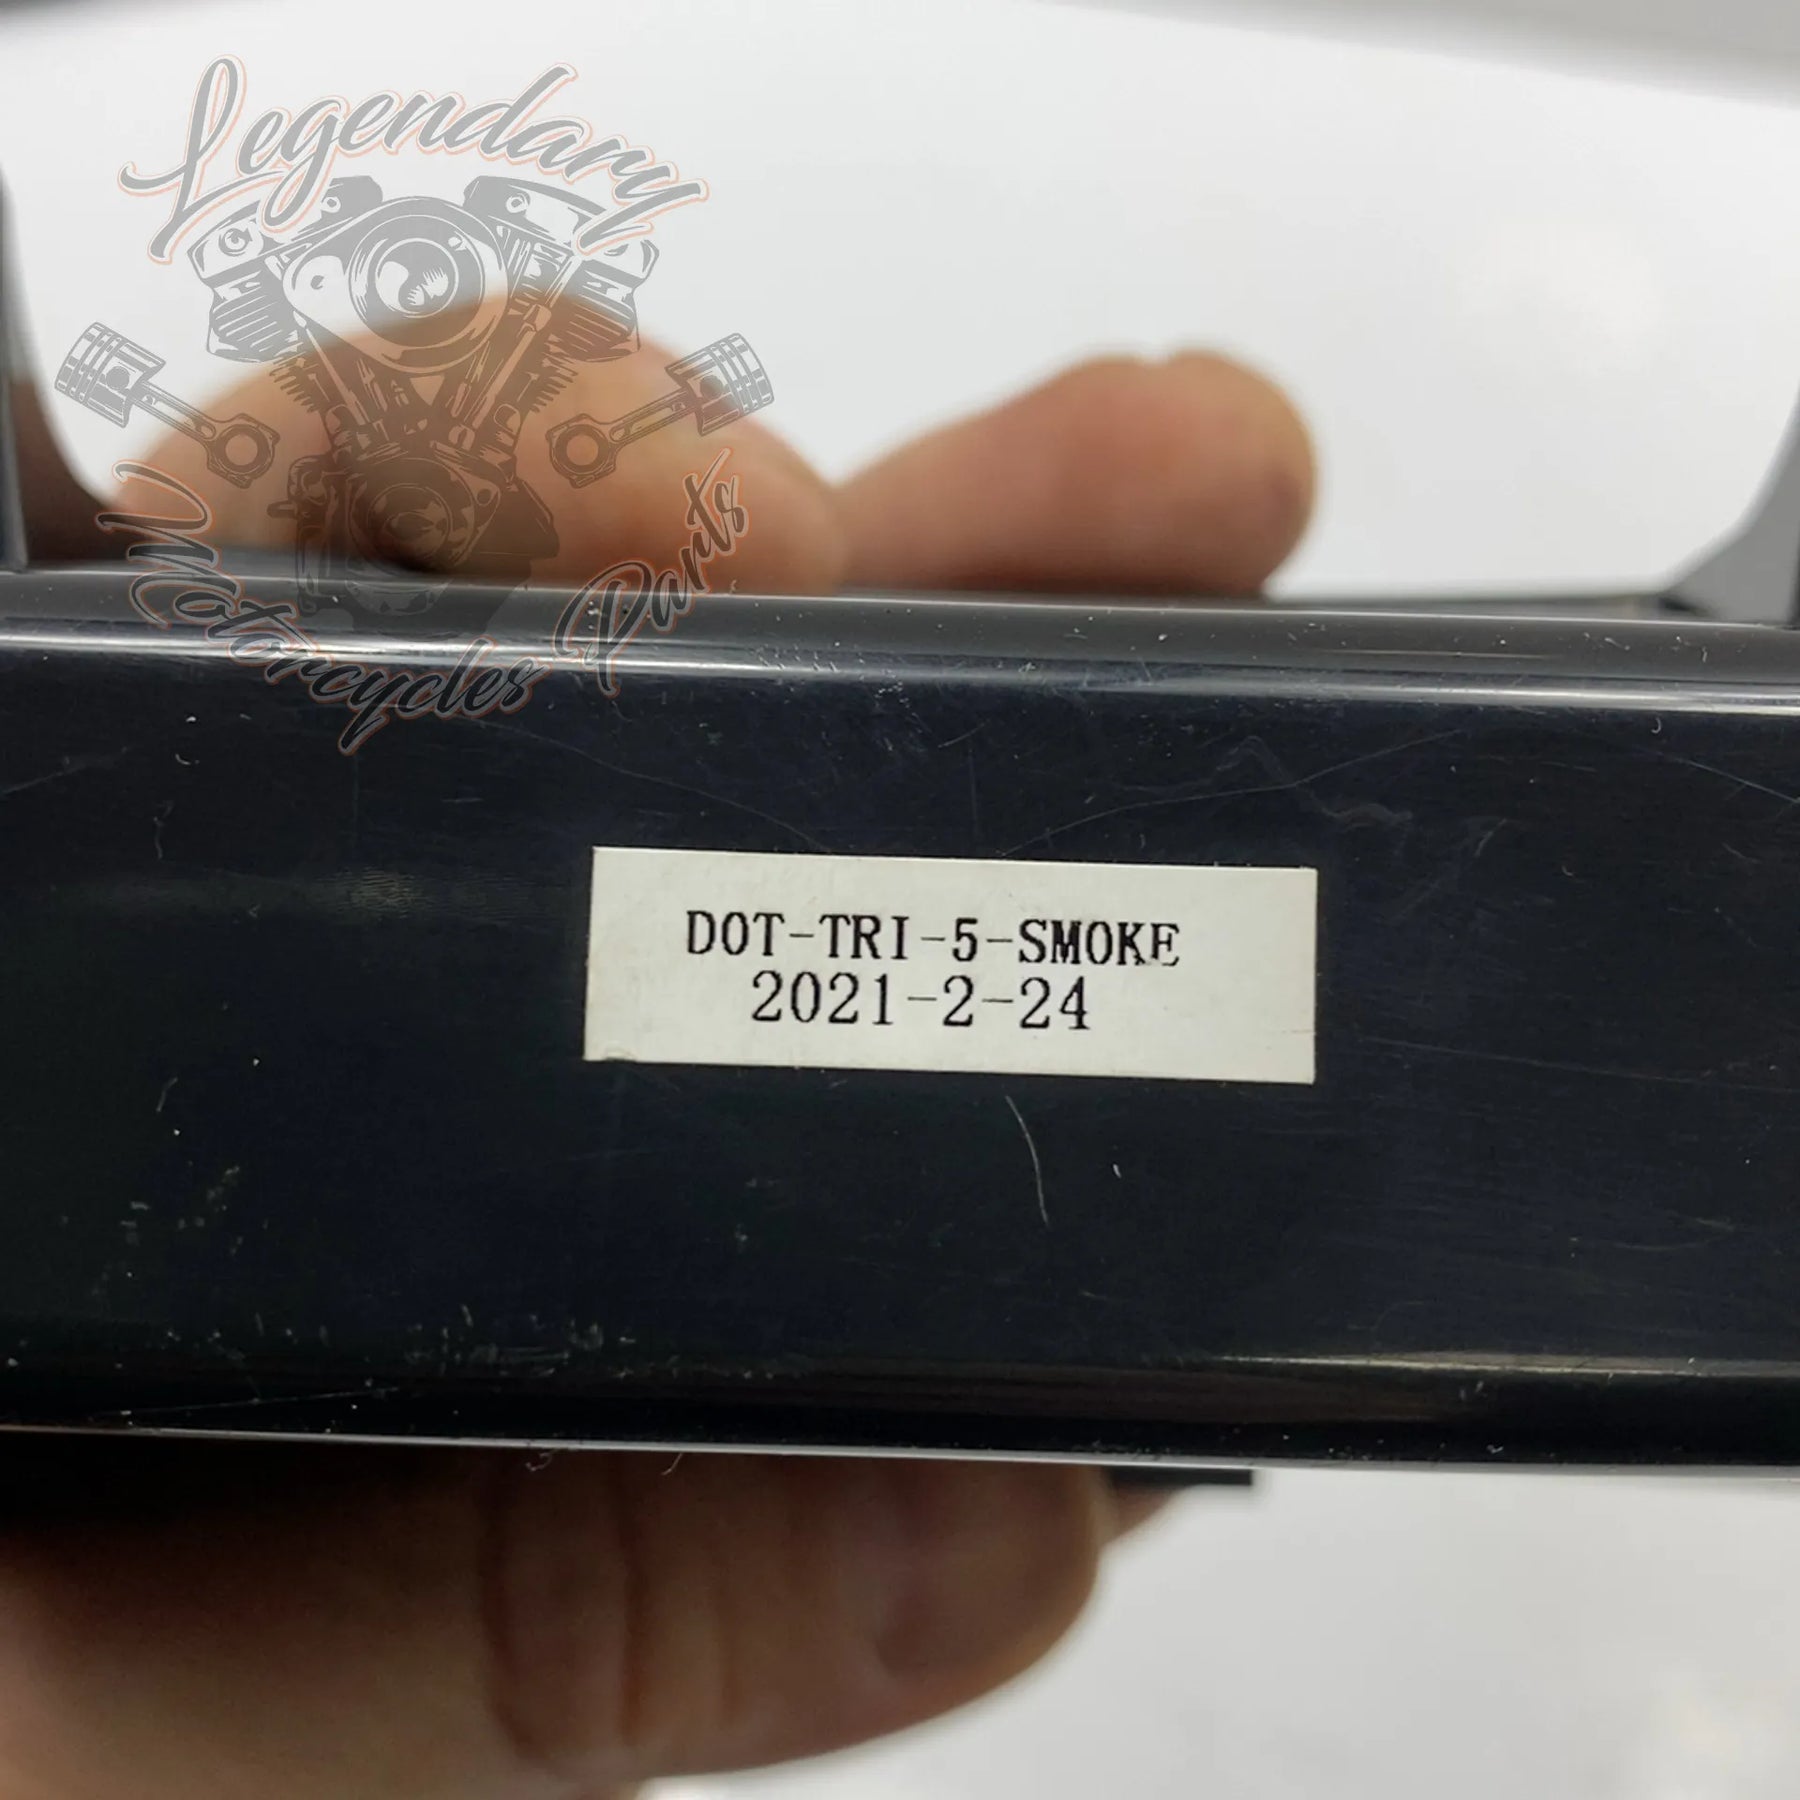 Legendary
Motorcycles Parts
DOT-TRI-5-SMOKE
2021-2-24